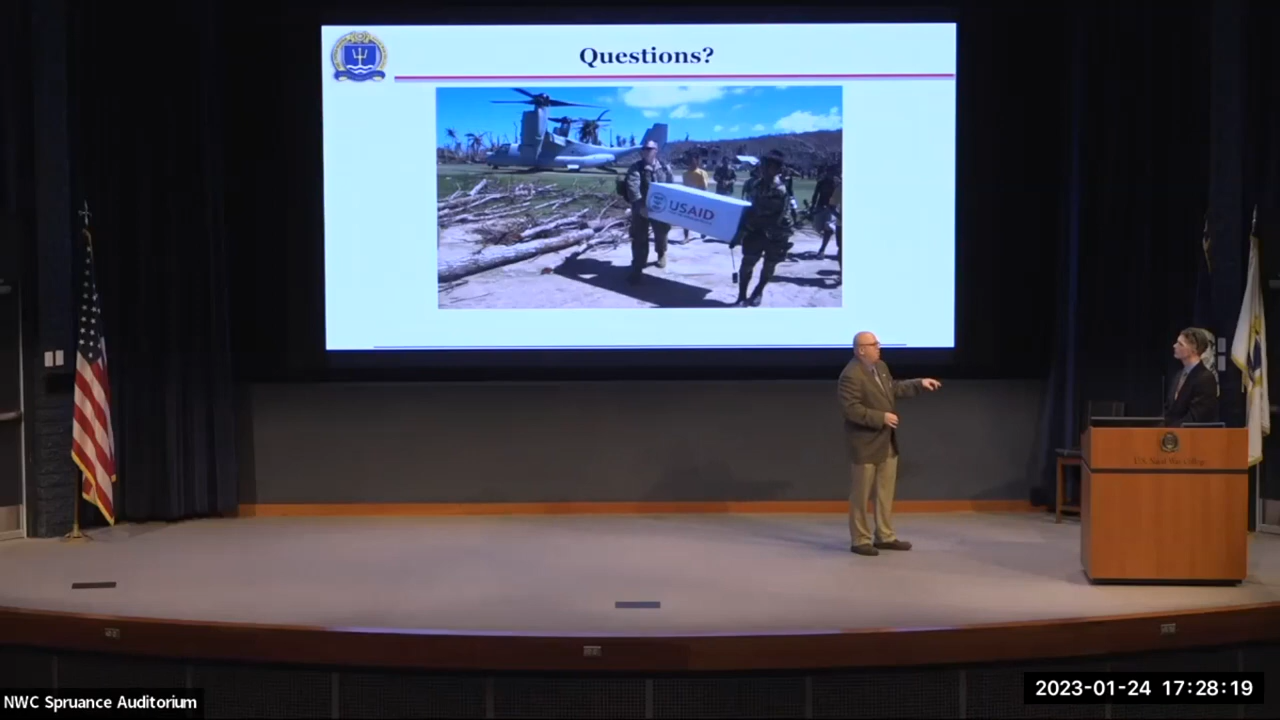 Questions?
USAID
U.S. Naval War College
NWC Spruance Auditorium
2023-01-24 17:28:19